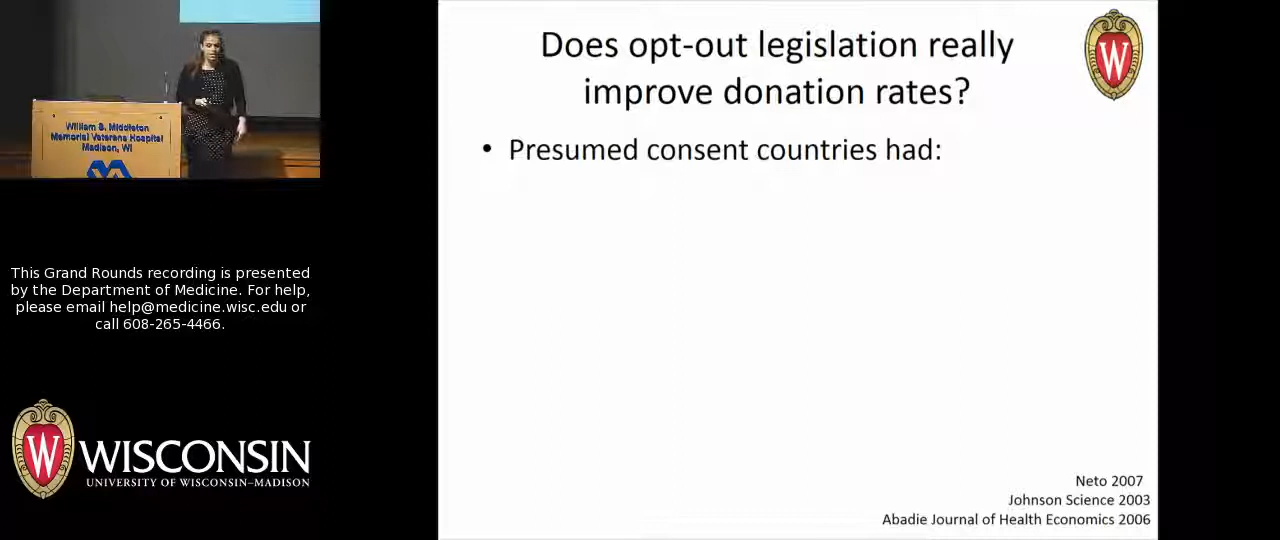 William S. Middleton
Memorial Veterans Hospital
Madison, WI
This Grand Rounds recording is presented
by the Department of Medicine. For help,
please email help@medicine.wisc.edu or
call 608-265-4466.
W
WISCONSIN
UNIVERSITY OF WISCONSIN–MADISON
Does opt-out legislation really
improve donation rates?
W
• Presumed consent countries had:
Neto 2007
Johnson Science 2003
Abadie Journal of Health Economics 2006